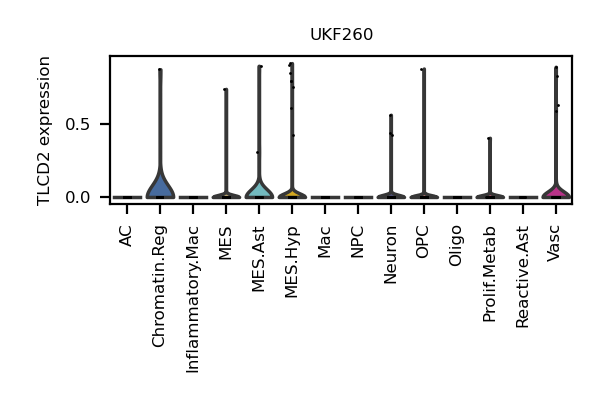 UKF260
TLCD2 expression
0.5
0.0
AC
Chromatin.Reg
Inflammatory.Mac
MES
MES.Ast
MES.Hyp
Mac
NPC
Neuron
OPC
Oligo
Prolif.Metab
Reactive.Ast
Vasc